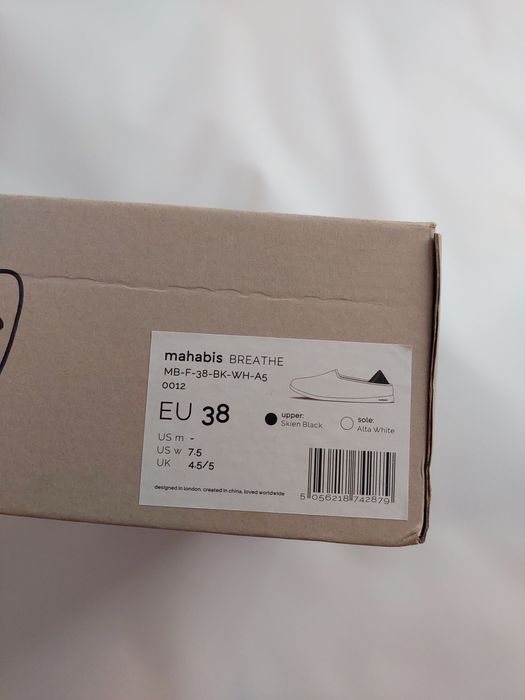 mahabis BREATHE
MB-F-38-BK-WH-A5
0012
EU 38
upper:
Skien Black
sole:
Alta White
US m -
US w 7.5
UK 4.5/5
5 056218 742879
designed in london, created in china, loved worldwide